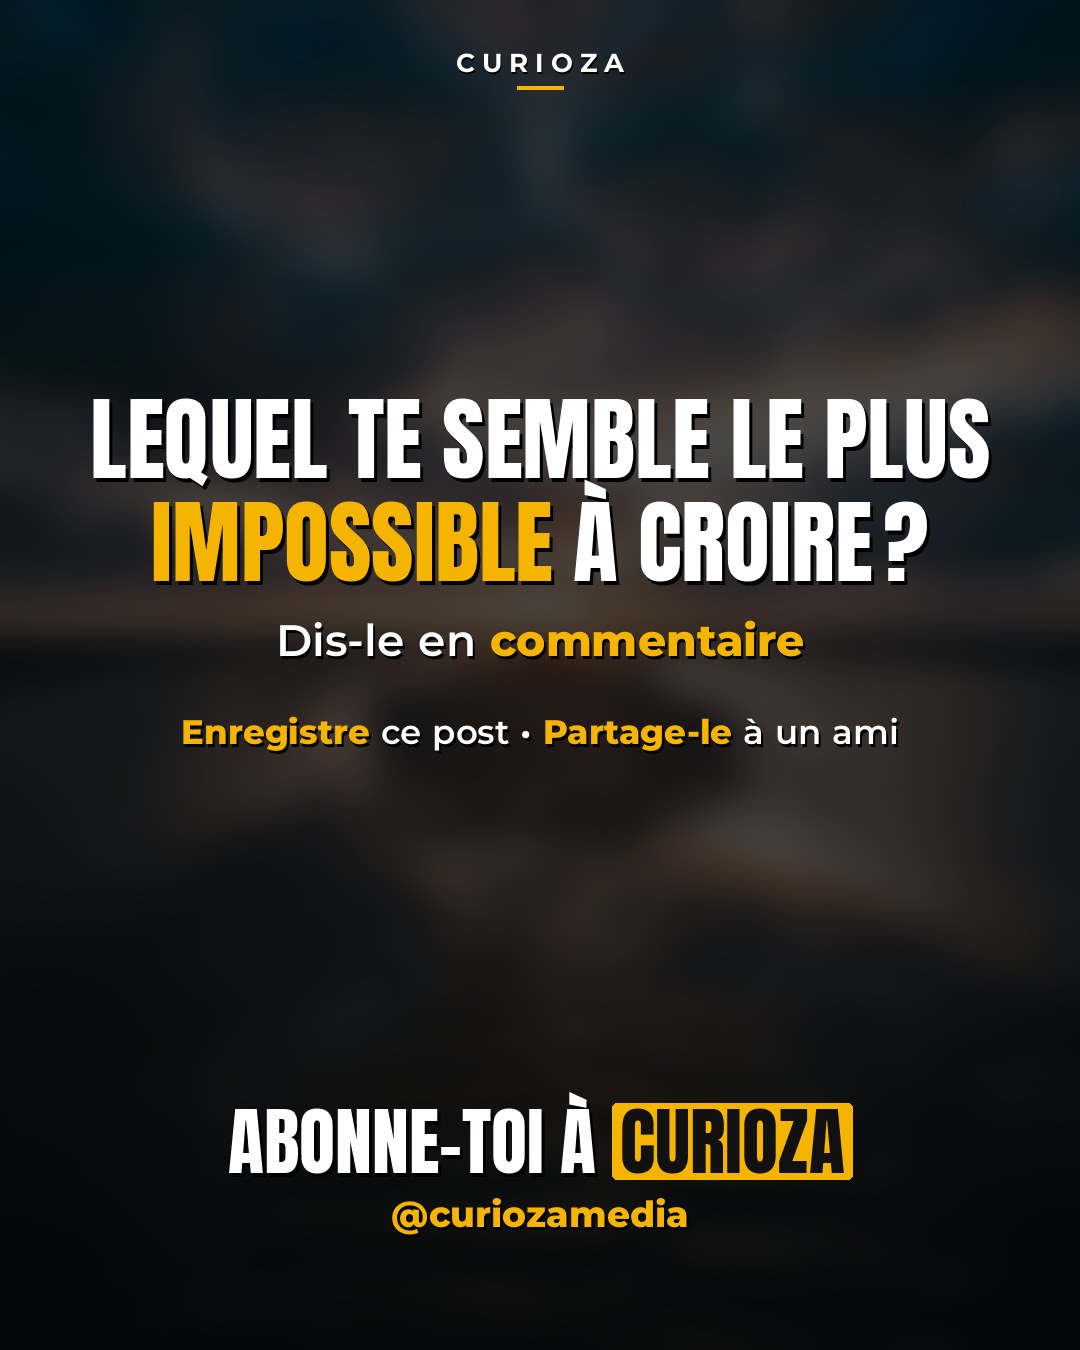 CURIOZA
LEQUEL TE SEMBLE LE PLUS
IMPOSSIBLE À CROIRE ?
Dis-le en commentaire
Enregistre ce post • Partage-le à un ami
ABONNE-TOI À CURIOZA
@curiozamedia